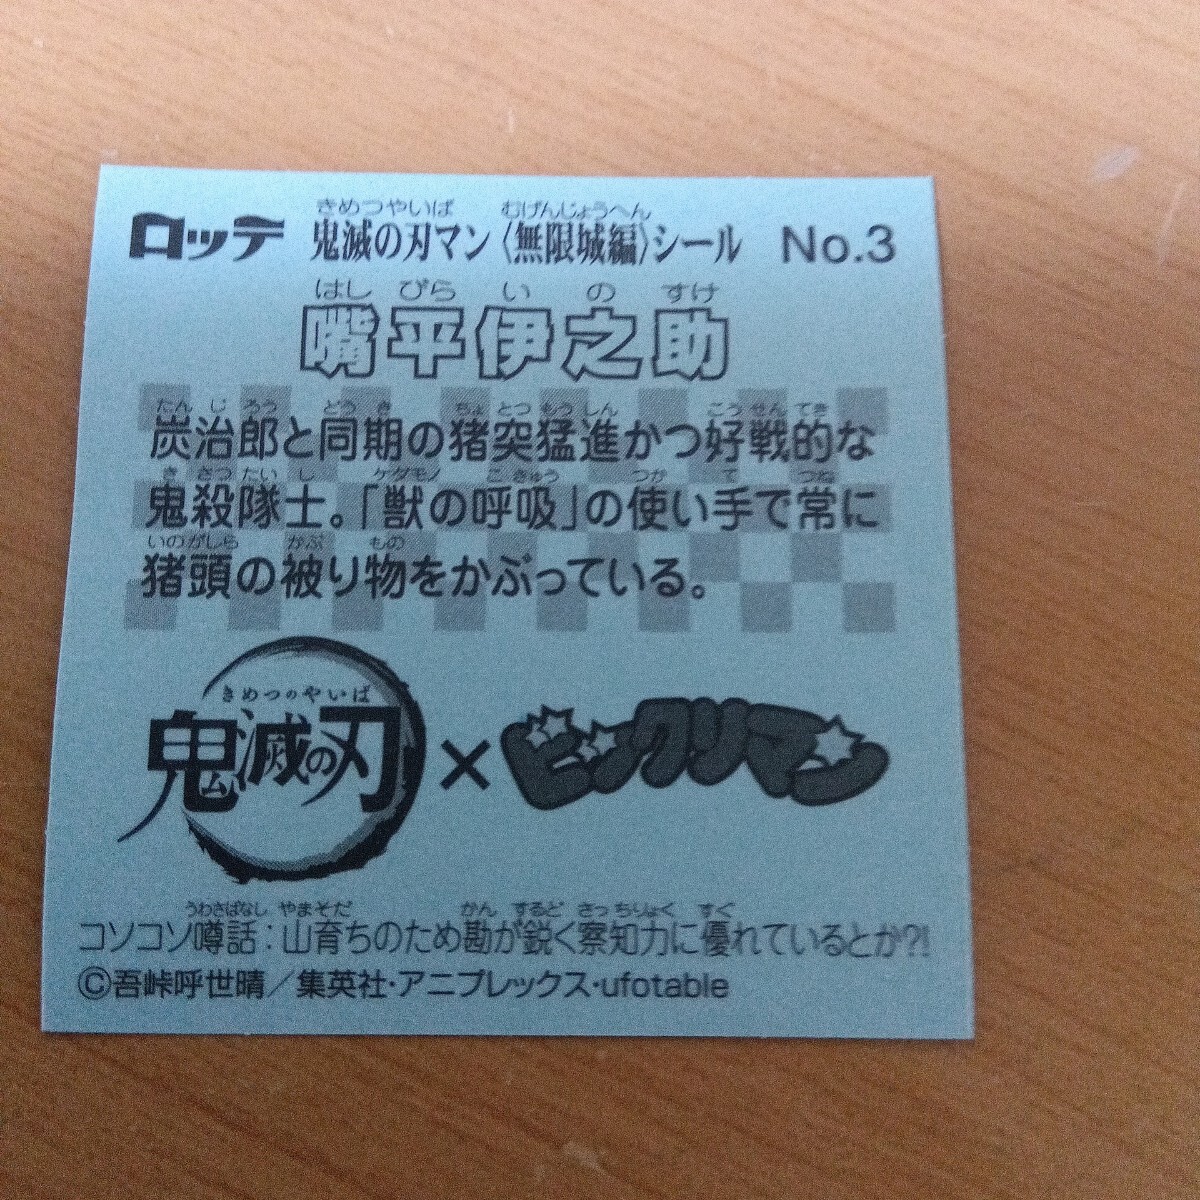 ロッテ 鬼滅の刃マン〈無限城編〉シール No.3
きめつやいば むげんじょうへん
はし びら い の すけ
嘴平伊之助
たん じ ろう どう き ちょ とつ もう しん こう せん てき
炭治郎と同期の猪突猛進かつ好戦的な
き さつ たい し ケダモノ こ きゅう つか て つね
鬼殺隊士。「獣の呼吸」の使い手で常に
いのがしら かぶ もの
猪頭の被り物をかぶっている。
きめつのやいば
鬼滅の刃×ビックリマン
うわさばなし やまそだ かん するど さっちりょく すぐ
コソコソ噂話：山育ちのため勘が鋭く察知力に優れているとか?!
©吾峠呼世晴／集英社・アニプレックス・ufotable